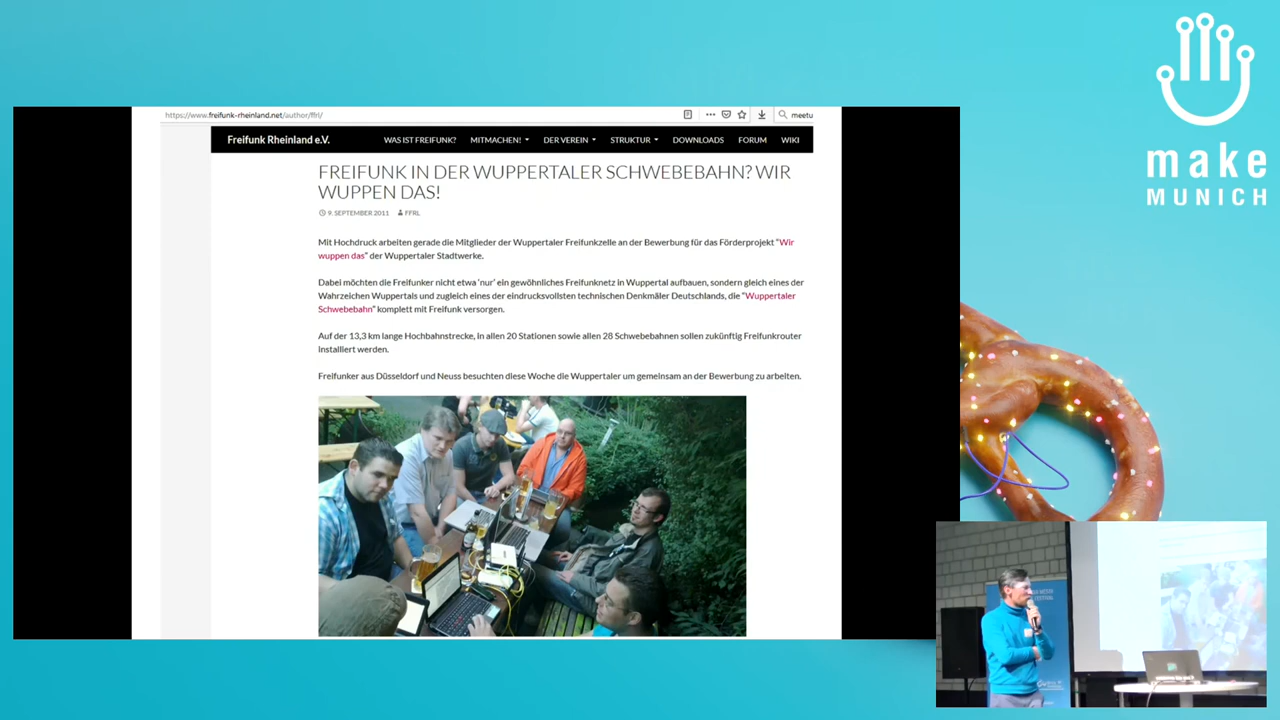 https://www.freifunk-rheinland.net/author/ffrl/
meetu
Freifunk Rheinland e.V.
WAS IST FREIFUNK?
MITMACHEN!
DER VEREIN
STRUKTUR
DOWNLOADS
FORUM
WIKI
FREIFUNK IN DER WUPPERTALER SCHWEBEBAHN? WIR
WUPPEN DAS!
9. SEPTEMBER 2011
FFRL
Mit Hochdruck arbeiten gerade die Mitglieder der Wuppertaler Freifunkzelle an der Bewerbung für das Förderprojekt “Wir
wuppen das” der Wuppertaler Stadtwerke.
Dabei möchten die Freifunker nicht etwa ‘nur’ ein gewöhnliches Freifunknetz in Wuppertal aufbauen, sondern gleich eines der
Wahrzeichen Wuppertals und zugleich eines der eindrucksvollsten technischen Denkmäler Deutschlands, die “Wuppertaler
Schwebebahn” komplett mit Freifunk versorgen.
Auf der 13,3 km lange Hochbahnstrecke, in allen 20 Stationen sowie allen 28 Schwebebahnen sollen zukünftig Freifunkrouter
installiert werden.
Freifunker aus Düsseldorf und Neuss besuchten diese Woche die Wuppertaler um gemeinsam an der Bewerbung zu arbeiten.
make
MUNICH